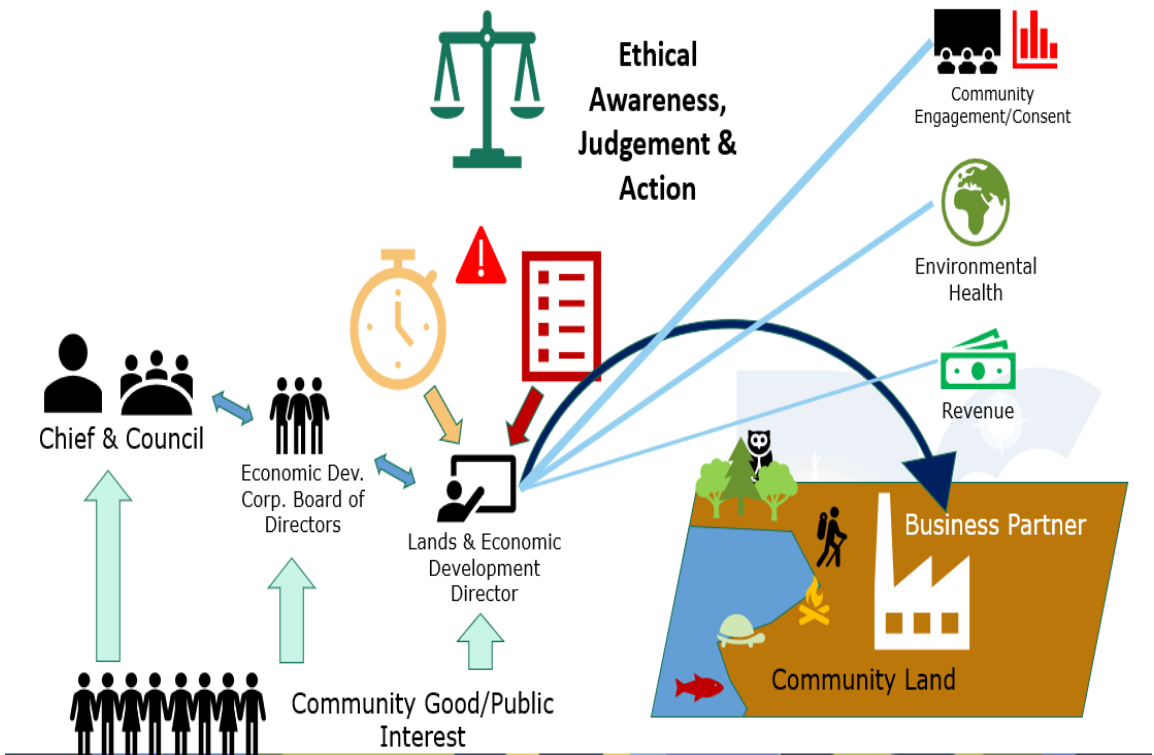 Ethical
Awareness,
Judgement &
Action
Community
Engagement/Consent
Environmental
Health
Revenue
Chief & Council
Economic Dev.
Corp. Board of
Directors
Lands & Economic
Development
Director
Business Partner
Community Land
Community Good/Public
Interest